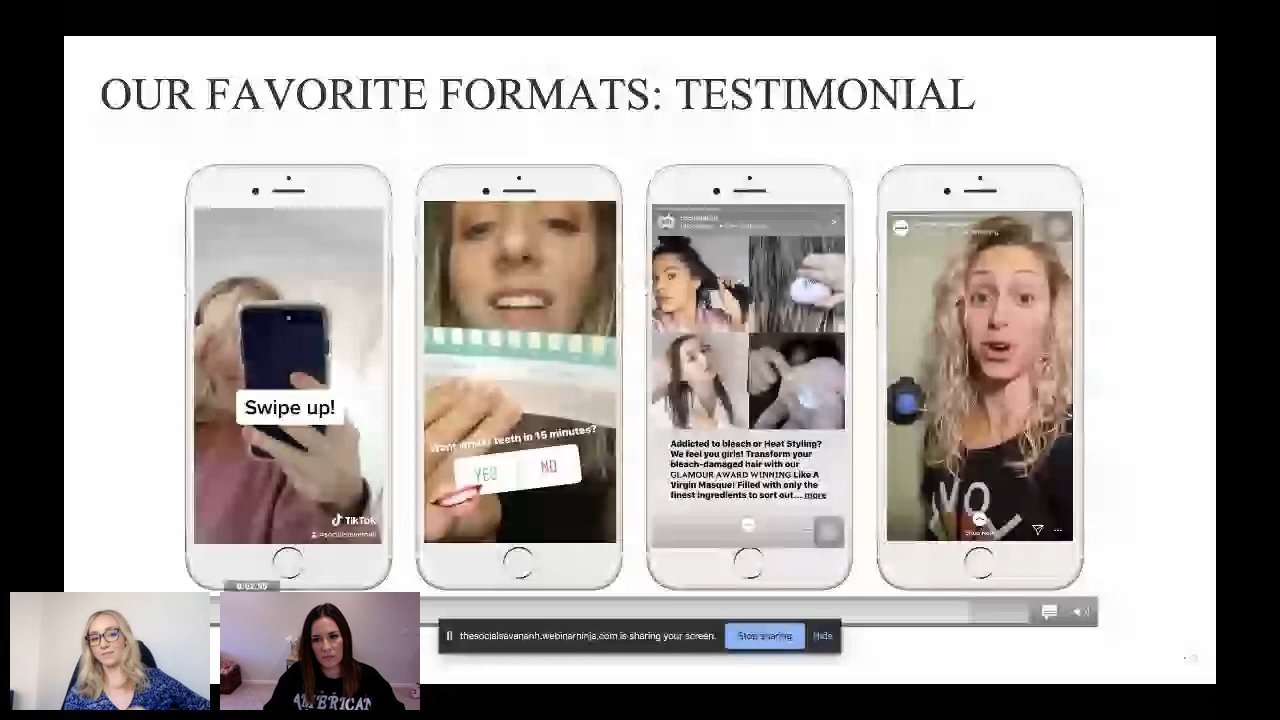 OUR FAVORITE FORMATS: TESTIMONIAL
Swipe up!
TikTok
teeth in 15 minutes?
YES
NO
Addicted to bleach or Heat Styling?
We feel you girls! Transform your
bleach-damaged hair with our
GLAMOUR AWARD WINNING Like A
Virgin Masque! Filled with only the
finest ingredients to sort out... more
thesocialsavannah.webinarninja.com is sharing your screen.
Stop sharing
Hide
AMERICAN